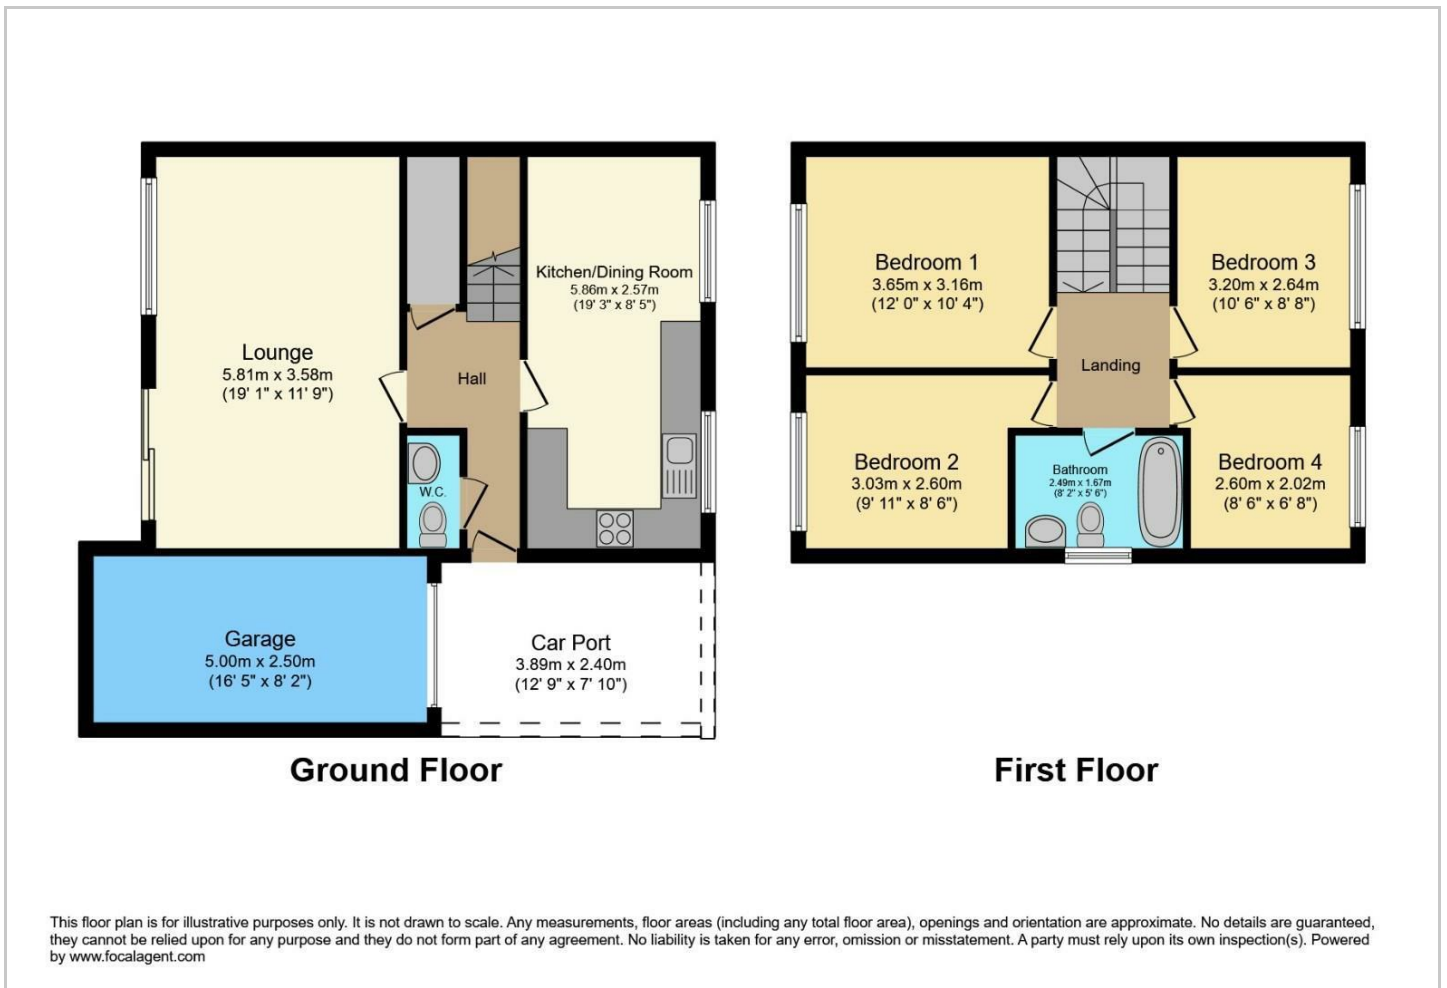 Lounge
5.81m x 3.58m
(19' 1" x 11' 9")
Hall
W.C.
Kitchen/Dining Room
5.86m x 2.57m
(19' 3" x 8' 5")
Garage
5.00m x 2.50m
(16' 5" x 8' 2")
Car Port
3.89m x 2.40m
(12' 9" x 7' 10")
Ground Floor
Bedroom 1
3.65m x 3.16m
(12' 0" x 10' 4")
Bedroom 3
3.20m x 2.64m
(10' 6" x 8' 8")
Landing
Bedroom 2
3.03m x 2.60m
(9' 11" x 8' 6")
Bathroom
2.49m x 1.67m
(8' 2" x 5' 6")
Bedroom 4
2.60m x 2.02m
(8' 6" x 6' 8")
First Floor
This floor plan is for illustrative purposes only. It is not drawn to scale. Any measurements, floor areas (including any total floor area), openings and orientation are approximate. No details are guaranteed,
they cannot be relied upon for any purpose and they do not form part of any agreement. No liability is taken for any error, omission or misstatement. A party must rely upon its own inspection(s). Powered
by www.focalagent.com